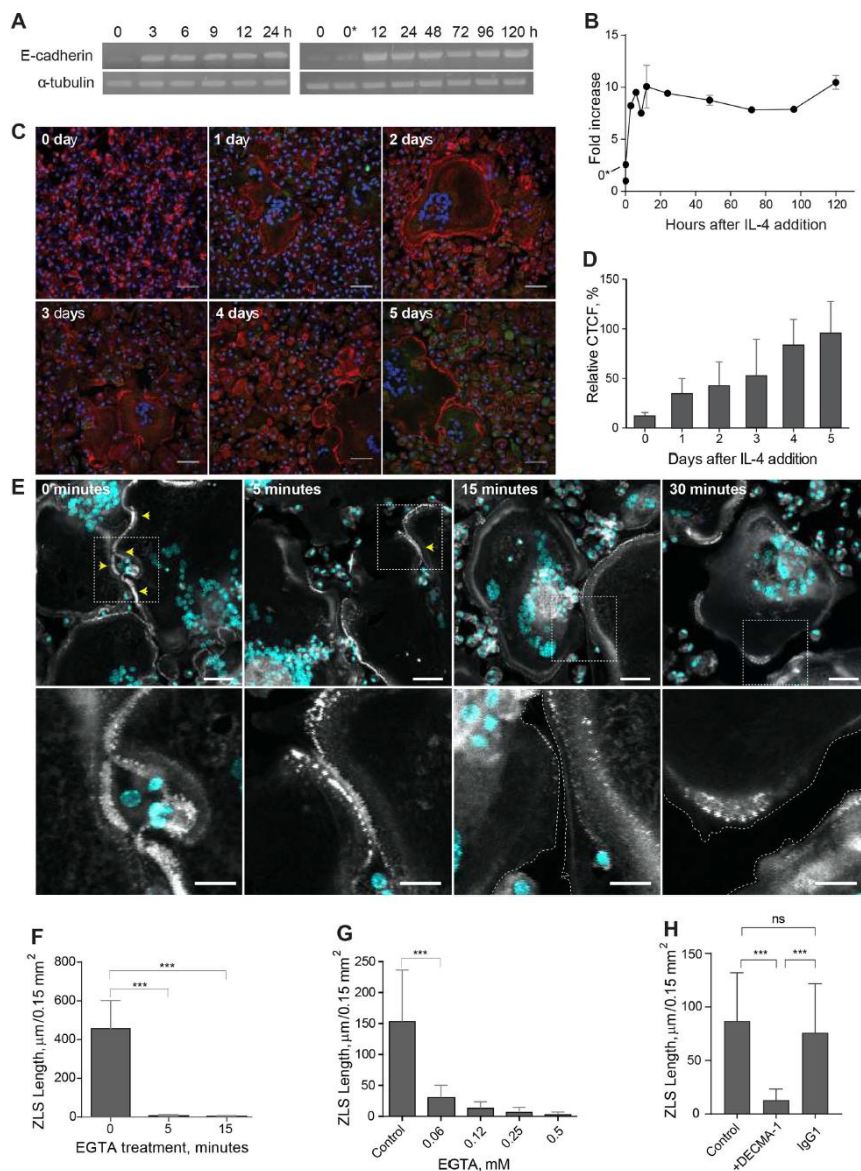 A
0 3 6 9 12 24 h 0 0* 12 24 48 72 96 120 h
E-cadherin
α-tubulin
B
Fold increase
15
10
5
0*
0
0 20 40 60 80 100 120
Hours after IL-4 addition
C
0 day 1 day 2 days
3 days 4 days 5 days
D
Relative CTCF, %
150
100
50
0
0 1 2 3 4 5
Days after IL-4 addition
E
0 minutes 5 minutes 15 minutes 30 minutes
F
ZLS Length, μm/0.15 mm²
800
600
400
200
0
***
***
0 5 15
EGTA treatment, minutes
G
ZLS Length, μm/0.15 mm²
250
200
150
100
50
0
***
Control 0.06 0.12 0.25 0.5
EGTA, mM
H
ZLS Length, μm/0.15 mm²
150
100
50
0
ns
*** ***
Control +DECMA-1 IgG1